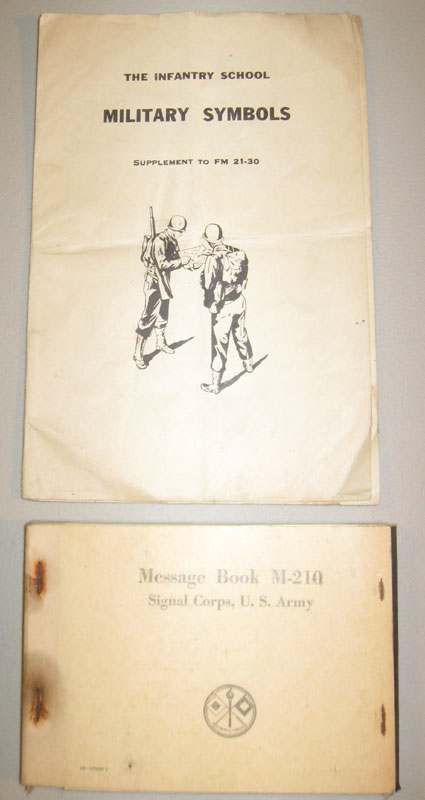 THE INFANTRY SCHOOL
MILITARY SYMBOLS
SUPPLEMENT TO FM 21-30
Message Book M-210
Signal Corps, U. S. Army